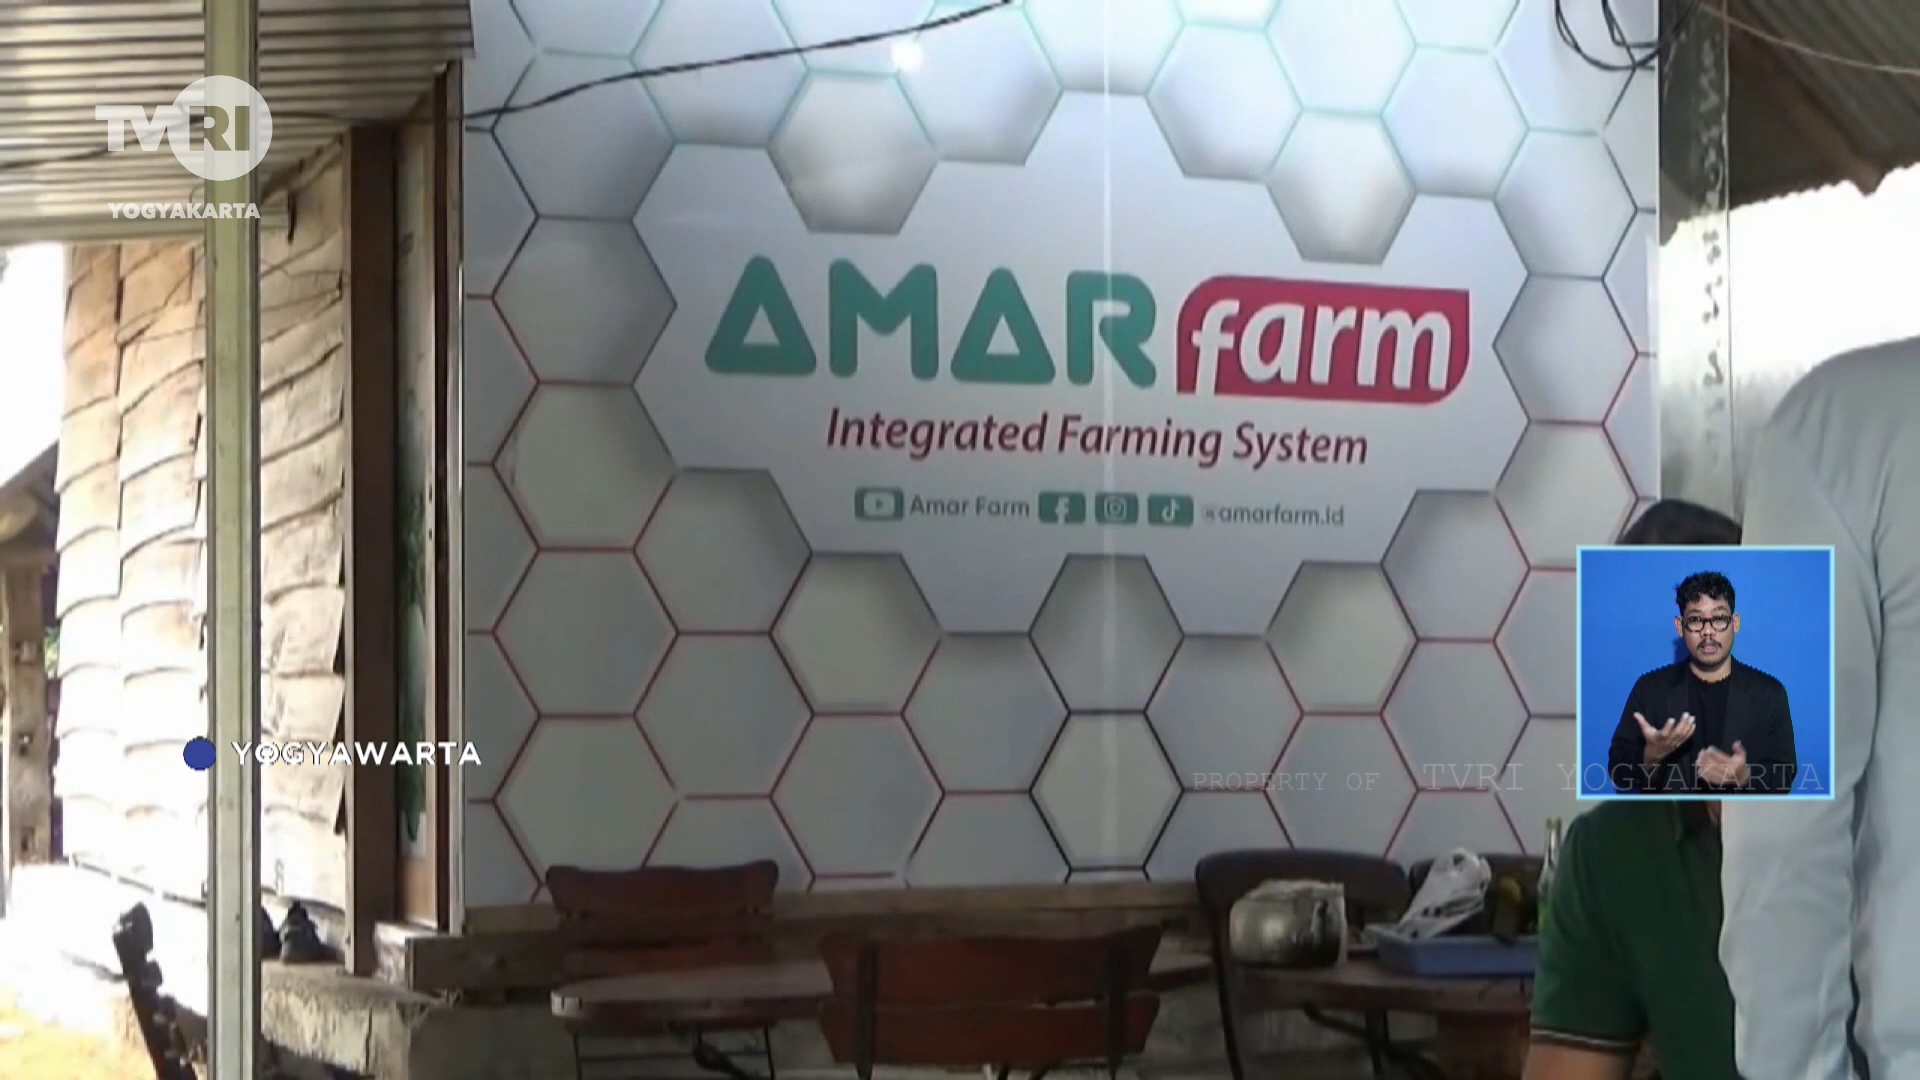 TVRI
YOGYAKARTA
AMAR farm
Integrated Farming System
Amar Farm @amarfarm.id
YOGYAWARTA
PROPERTY OF TVRI YOGYAKARTA